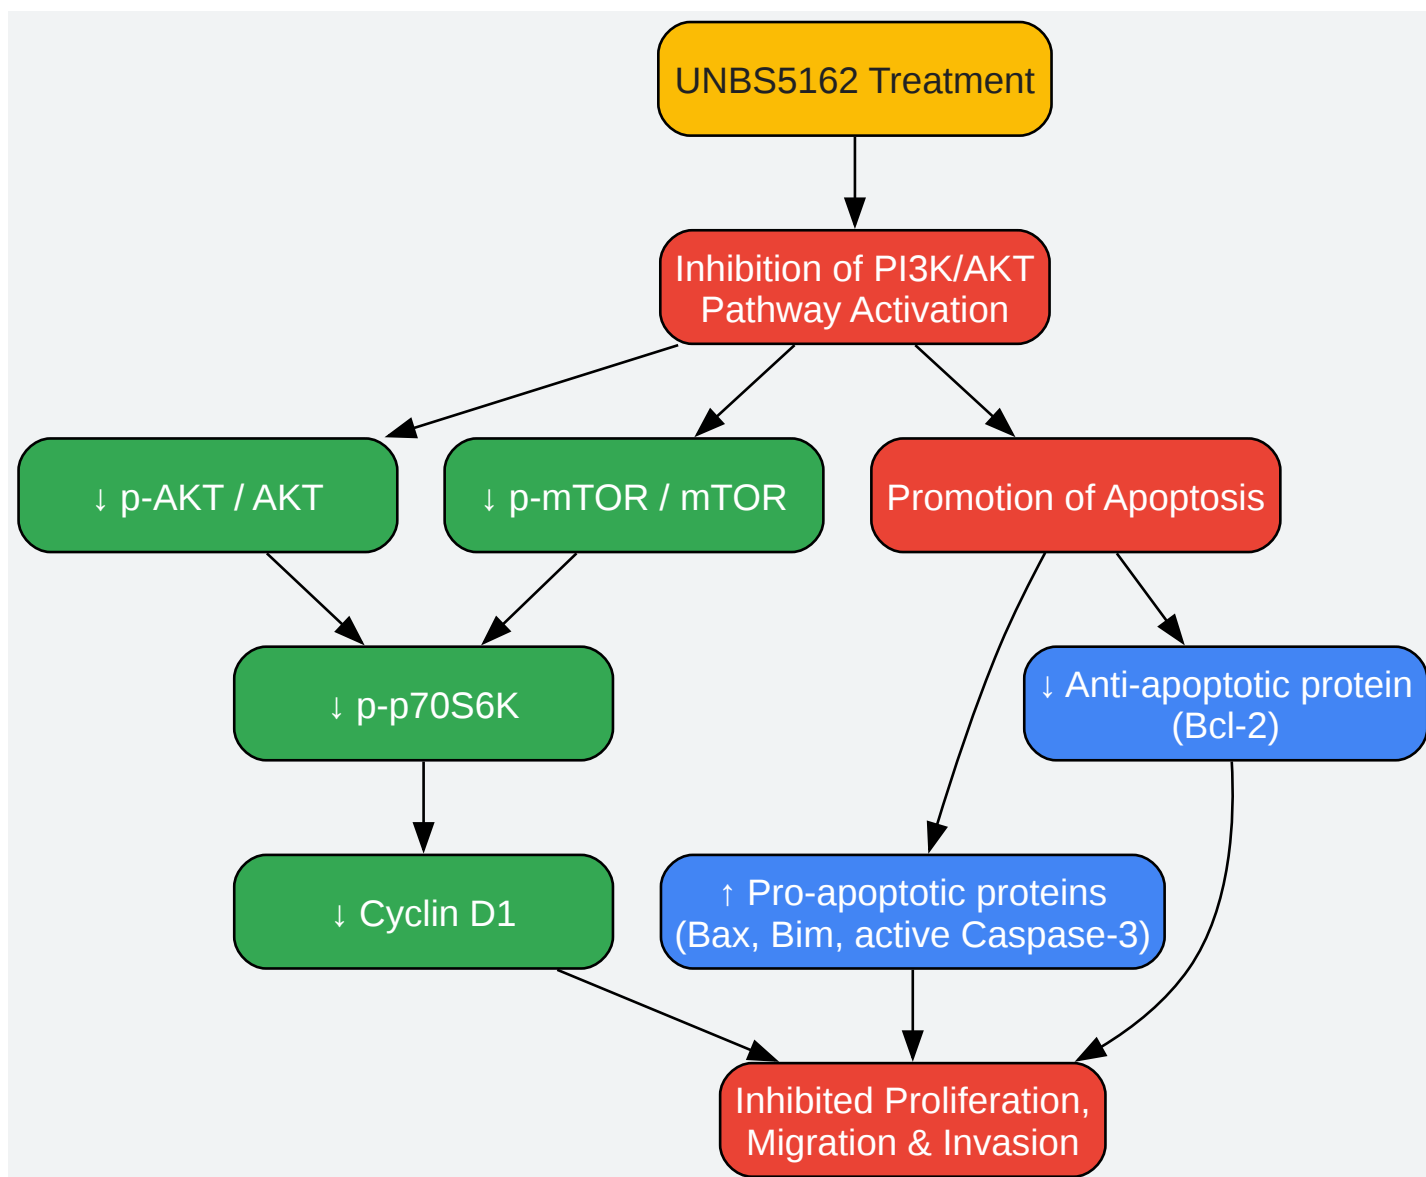 UNBS5162 Treatment
Inhibition of PI3K/AKT
Pathway Activation
↓ p-AKT / AKT
↓ p-mTOR / mTOR
Promotion of Apoptosis
↓ p-p70S6K
↓ Anti-apoptotic protein
(Bcl-2)
↓ Cyclin D1
↑ Pro-apoptotic proteins
(Bax, Bim, active Caspase-3)
Inhibited Proliferation,
Migration & Invasion